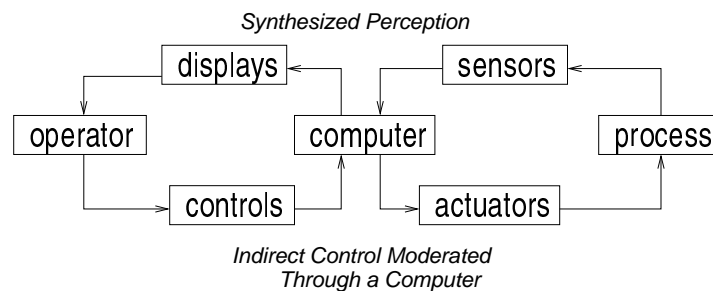 Synthesized Perception
displays
sensors
operator
computer
process
controls
actuators
Indirect Control Moderated
Through a Computer